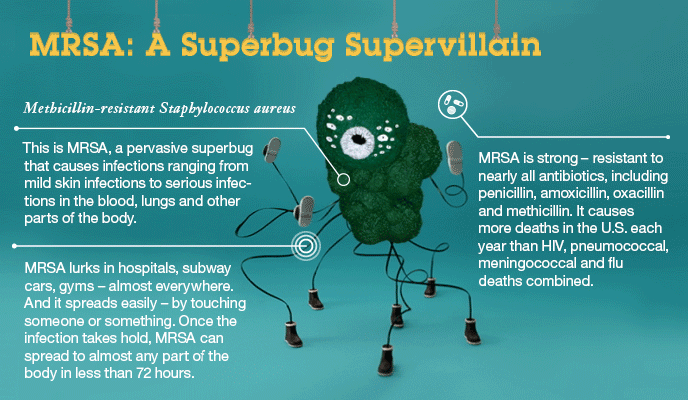 MRSA: A Superbug Supervillain
Methicillin-resistant Staphylococcus aureus
This is MRSA, a pervasive superbug
that causes infections ranging from
mild skin infections to serious infec-
tions in the blood, lungs and other
parts of the body.
MRSA lurks in hospitals, subway
cars, gyms – almost everywhere.
And it spreads easily – by touching
someone or something. Once the
infection takes hold, MRSA can
spread to almost any part of the
body in less than 72 hours.
MRSA is strong – resistant to
nearly all antibiotics, including
penicillin, amoxicillin, oxacillin
and methicillin. It causes
more deaths in the U.S. each
year than HIV, pneumococcal,
meningococcal and flu
deaths combined.